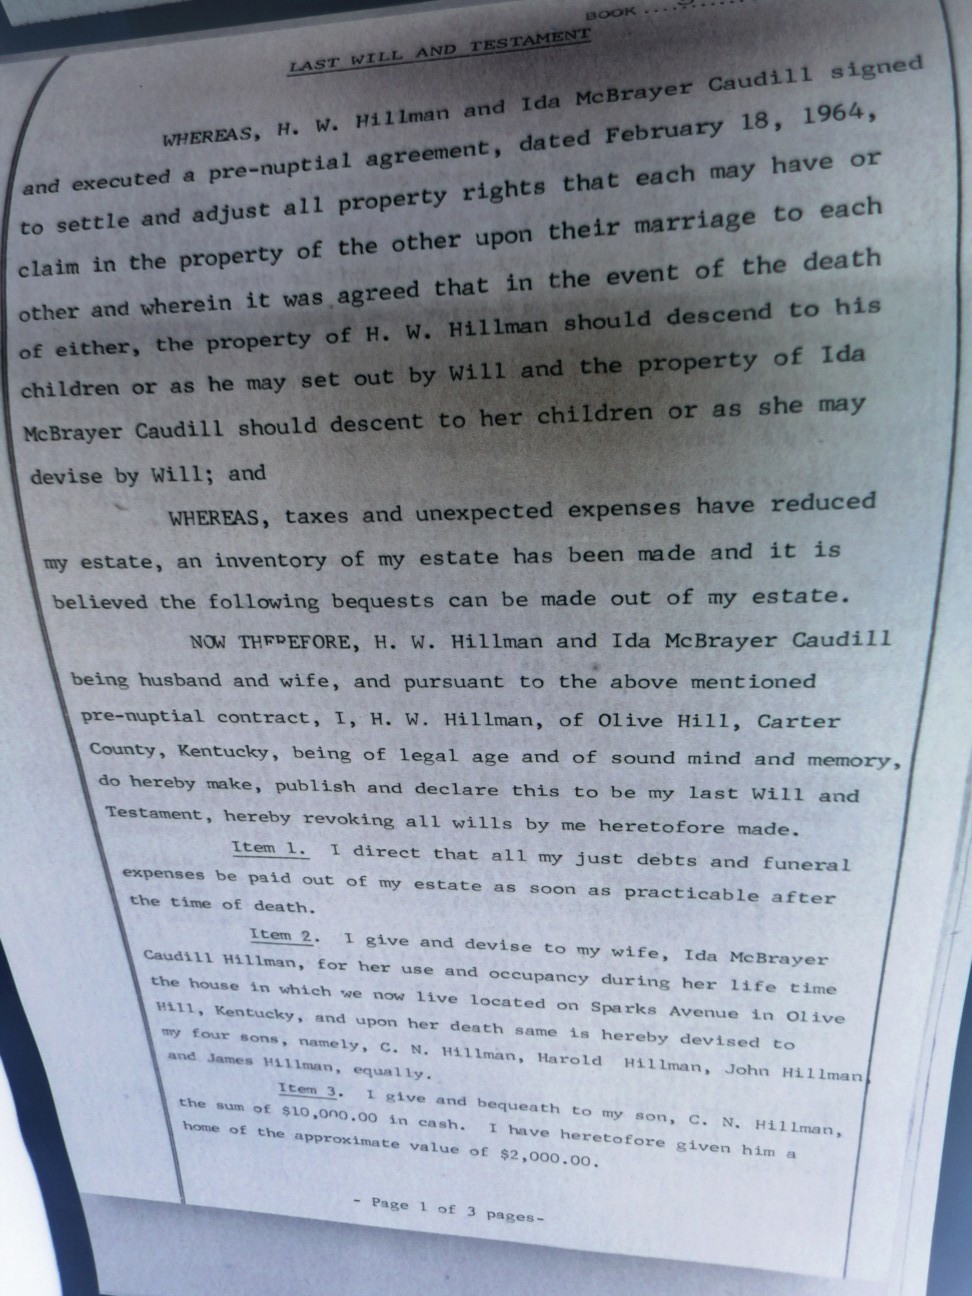 BOOK
LAST WILL AND TESTAMENT
WHEREAS, H. W. Hillman and Ida McBrayer Caudill signed
and executed a pre-nuptial agreement, dated February 18, 1964,
to settle and adjust all property rights that each may have or
claim in the property of the other upon their marriage to each
other and wherein it was agreed that in the event of the death
of either, the property of H. W. Hillman should descend to his
children or as he may set out by Will and the property of Ida
McBrayer Caudill should descent to her children or as she may
devise by Will; and
WHEREAS, taxes and unexpected expenses have reduced
my estate, an inventory of my estate has been made and it is
believed the following bequests can be made out of my estate.
NOW THEREFORE, H. W. Hillman and Ida McBrayer Caudill
being husband and wife, and pursuant to the above mentioned
pre-nuptial contract, I, H. W. Hillman, of Olive Hill, Carter
County, Kentucky, being of legal age and of sound mind and memory,
do hereby make, publish and declare this to be my last Will and
Testament, hereby revoking all wills by me heretofore made.
Item 1. I direct that all my just debts and funeral
expenses be paid out of my estate as soon as practicable after
the time of death.
Item 2. I give and devise to my wife, Ida McBrayer
Caudill Hillman, for her use and occupancy during her life time
the house in which we now live located on Sparks Avenue in Olive
Hill, Kentucky, and upon her death same is hereby devised to
my four sons, namely, C. N. Hillman, Harold Hillman, John Hillman,
and James Hillman, equally.
Item 3. I give and bequeath to my son, C. N. Hillman,
the sum of $10,000.00 in cash. I have heretofore given him a
home of the approximate value of $2,000.00.
- Page 1 of 3 pages-